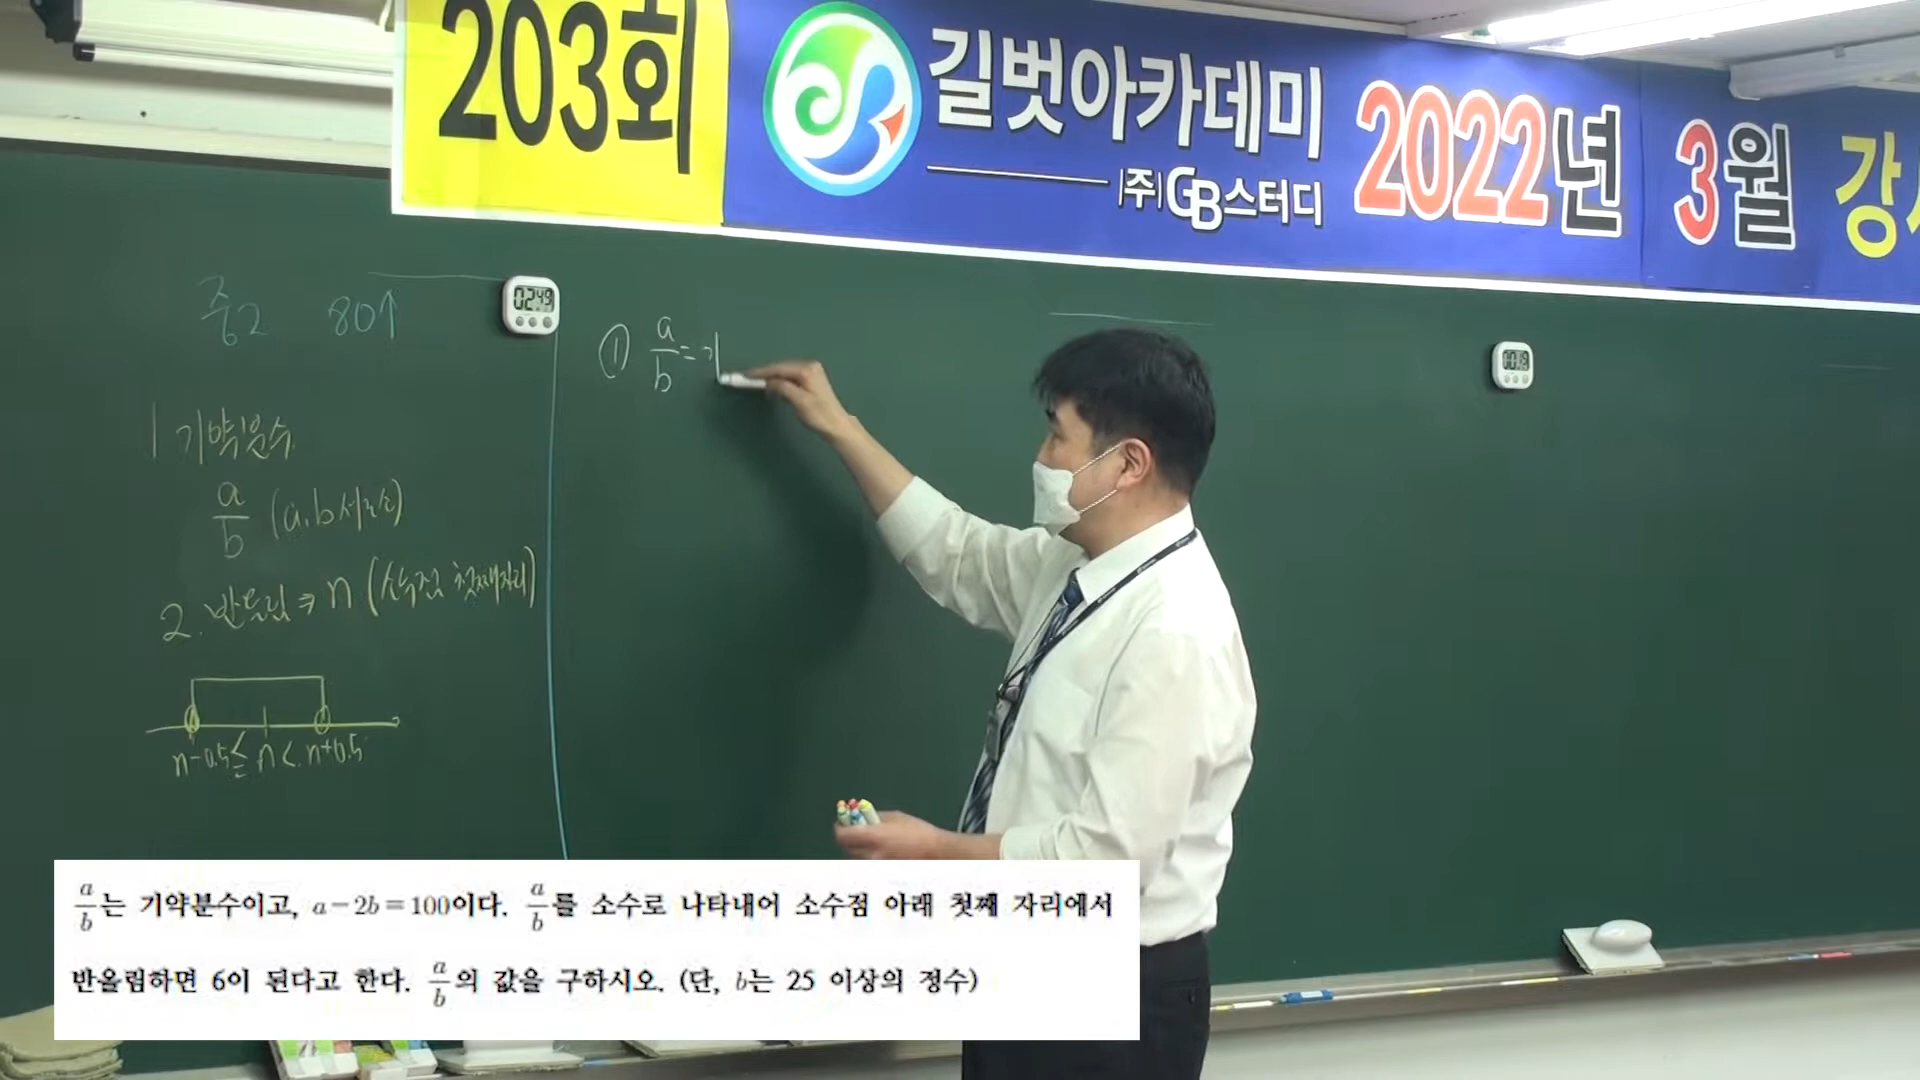 203회 길벗아카데미 2022년 3월 강
(주)GB스터디
중2 80↑
02 49
① a/b = 기
1 기약분수
a/b (a, b 서로소)
2. 반올림 ⇒ n (소수점 첫째자리)
n-0.5 ≤ n < n+0.5
a/b는 기약분수이고, a-2b=100이다. a/b를 소수로 나타내어 소수점 아래 첫째 자리에서
반올림하면 6이 된다고 한다. a/b의 값을 구하시오. (단, b는 25 이상의 정수)